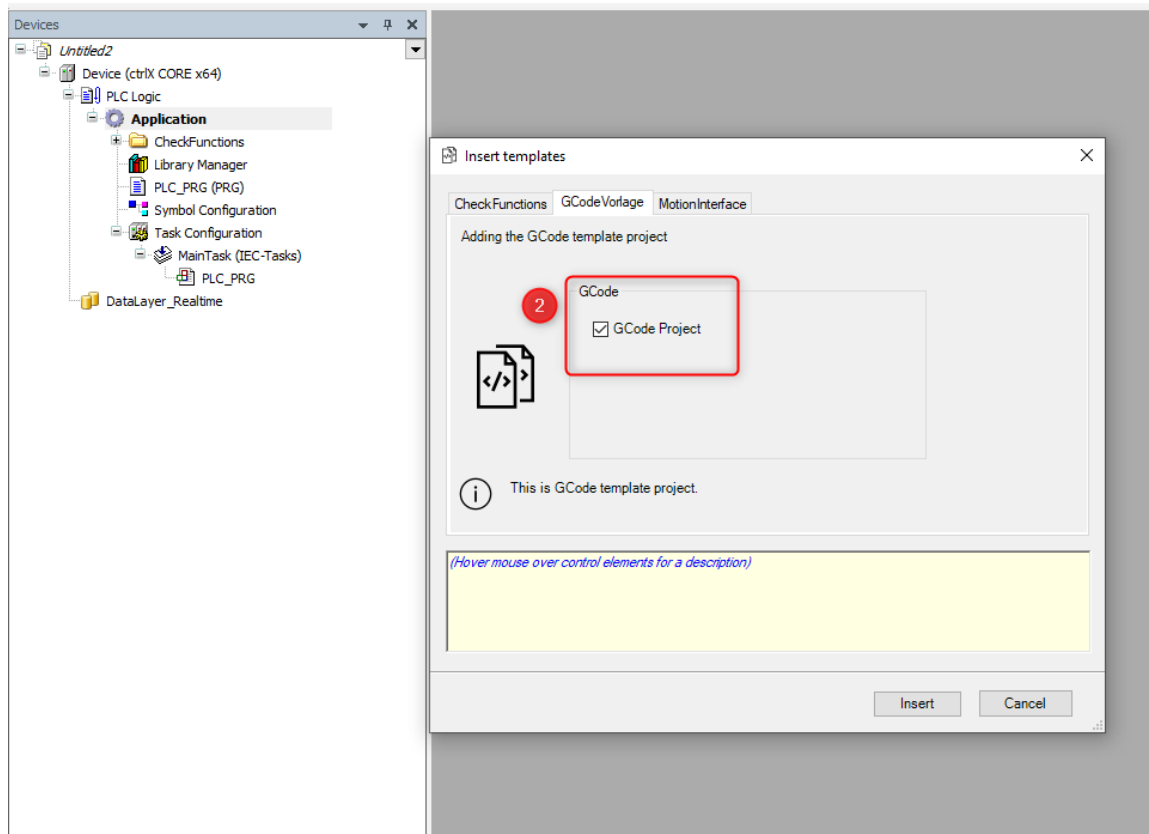 Devices
Untitled2
Device (ctrlX CORE x64)
PLC Logic
Application
CheckFunctions
Library Manager
PLC_PRG (PRG)
Symbol Configuration
Task Configuration
MainTask (IEC-Tasks)
PLC_PRG
DataLayer_Realtime
Insert templates
CheckFunctions GCodeVorlage MotionInterface
Adding the GCode template project
GCode
2
GCode Project
</>
>
i
This is GCode template project.
(Hover mouse over control elements for a description)
Insert Cancel